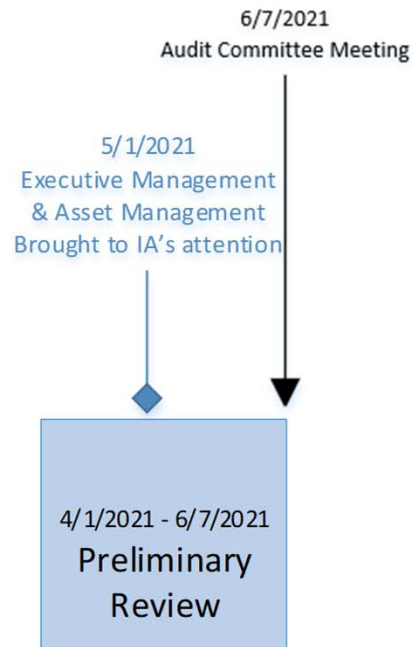 6/7/2021
Audit Committee Meeting
5/1/2021
Executive Management
& Asset Management
Brought to IA’s attention
4/1/2021 - 6/7/2021
Preliminary
Review